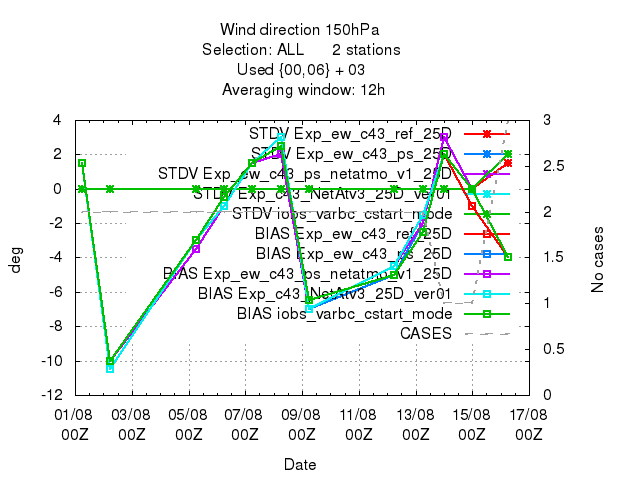 Wind direction 150hPa
Selection: ALL 2 stations
Used {00,06} + 03
Averaging window: 12h
4
2
0
-2
-4
-6
-8
-10
-12
deg
3
2.5
2
1.5
1
0.5
0
No cases
STDV Exp_ew_c43_ref_25D
STDV Exp_ew_c43_ps_25D
STDV Exp_ew_c43_ps_netatmo_v1_25D
STDV Exp_c43_NetAtv3_25D_ver01
STDV iobs_varbc_cstart_mode
BIAS Exp_ew_c43_ref_25D
BIAS Exp_ew_c43_ps_25D
BIAS Exp_ew_c43_ps_netatmo_v1_25D
BIAS Exp_c43_NetAtv3_25D_ver01
BIAS iobs_varbc_cstart_mode
CASES
01/08 03/08 05/08 07/08 09/08 11/08 13/08 15/08 17/08
00Z 00Z 00Z 00Z 00Z 00Z 00Z 00Z 00Z
Date